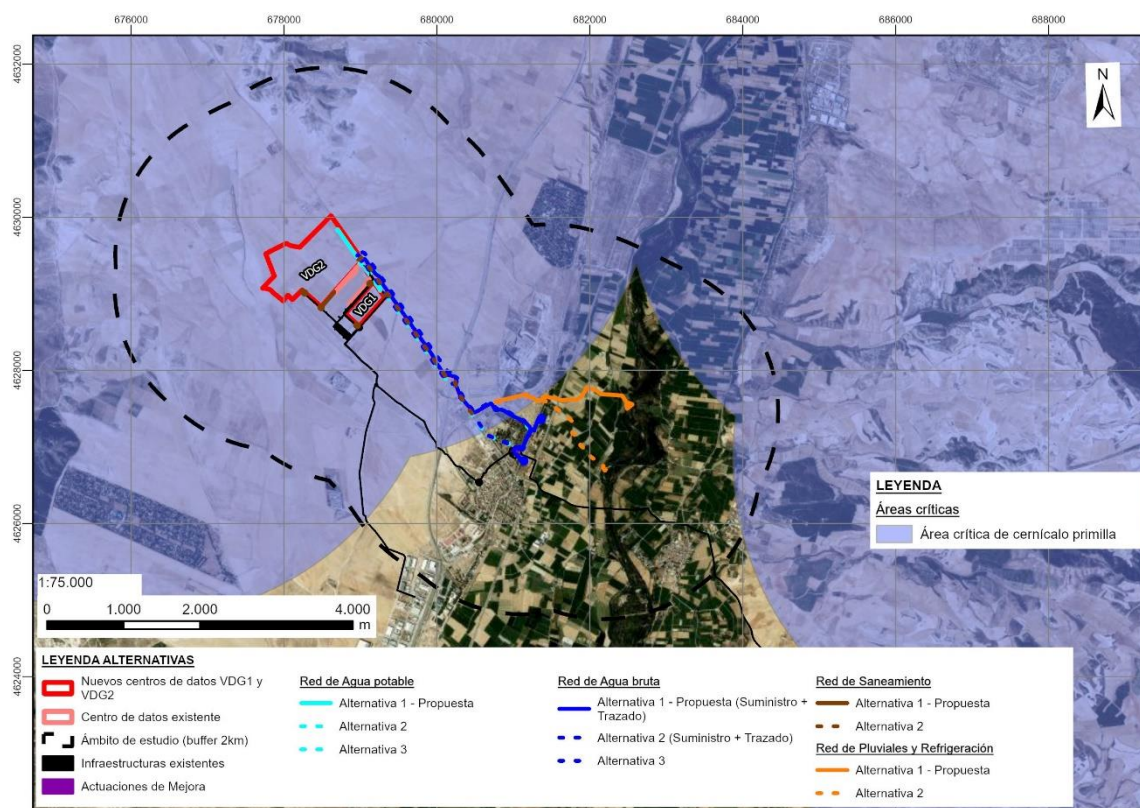 676000 678000 680000 682000 684000 686000 688000
4632000
N
4630000
VDG2
VDG1
4628000
LEYENDA
Áreas críticas
Área crítica de cernícalo primilla
4626000
1:75.000
0 1.000 2.000 4.000
m
4624000
LEYENDA ALTERNATIVAS
Nuevos centros de datos VDG1 y
VDG2
Centro de datos existente
Ámbito de estudio (buffer 2km)
Infraestructuras existentes
Actuaciones de Mejora
Red de Agua potable
Alternativa 1 - Propuesta
Alternativa 2
Alternativa 3
Red de Agua bruta
Alternativa 1 - Propuesta (Suministro +
Trazado)
Alternativa 2 (Suministro + Trazado)
Alternativa 3
Red de Saneamiento
Alternativa 1 - Propuesta
Alternativa 2
Red de Pluviales y Refrigeración
Alternativa 1 - Propuesta
Alternativa 2